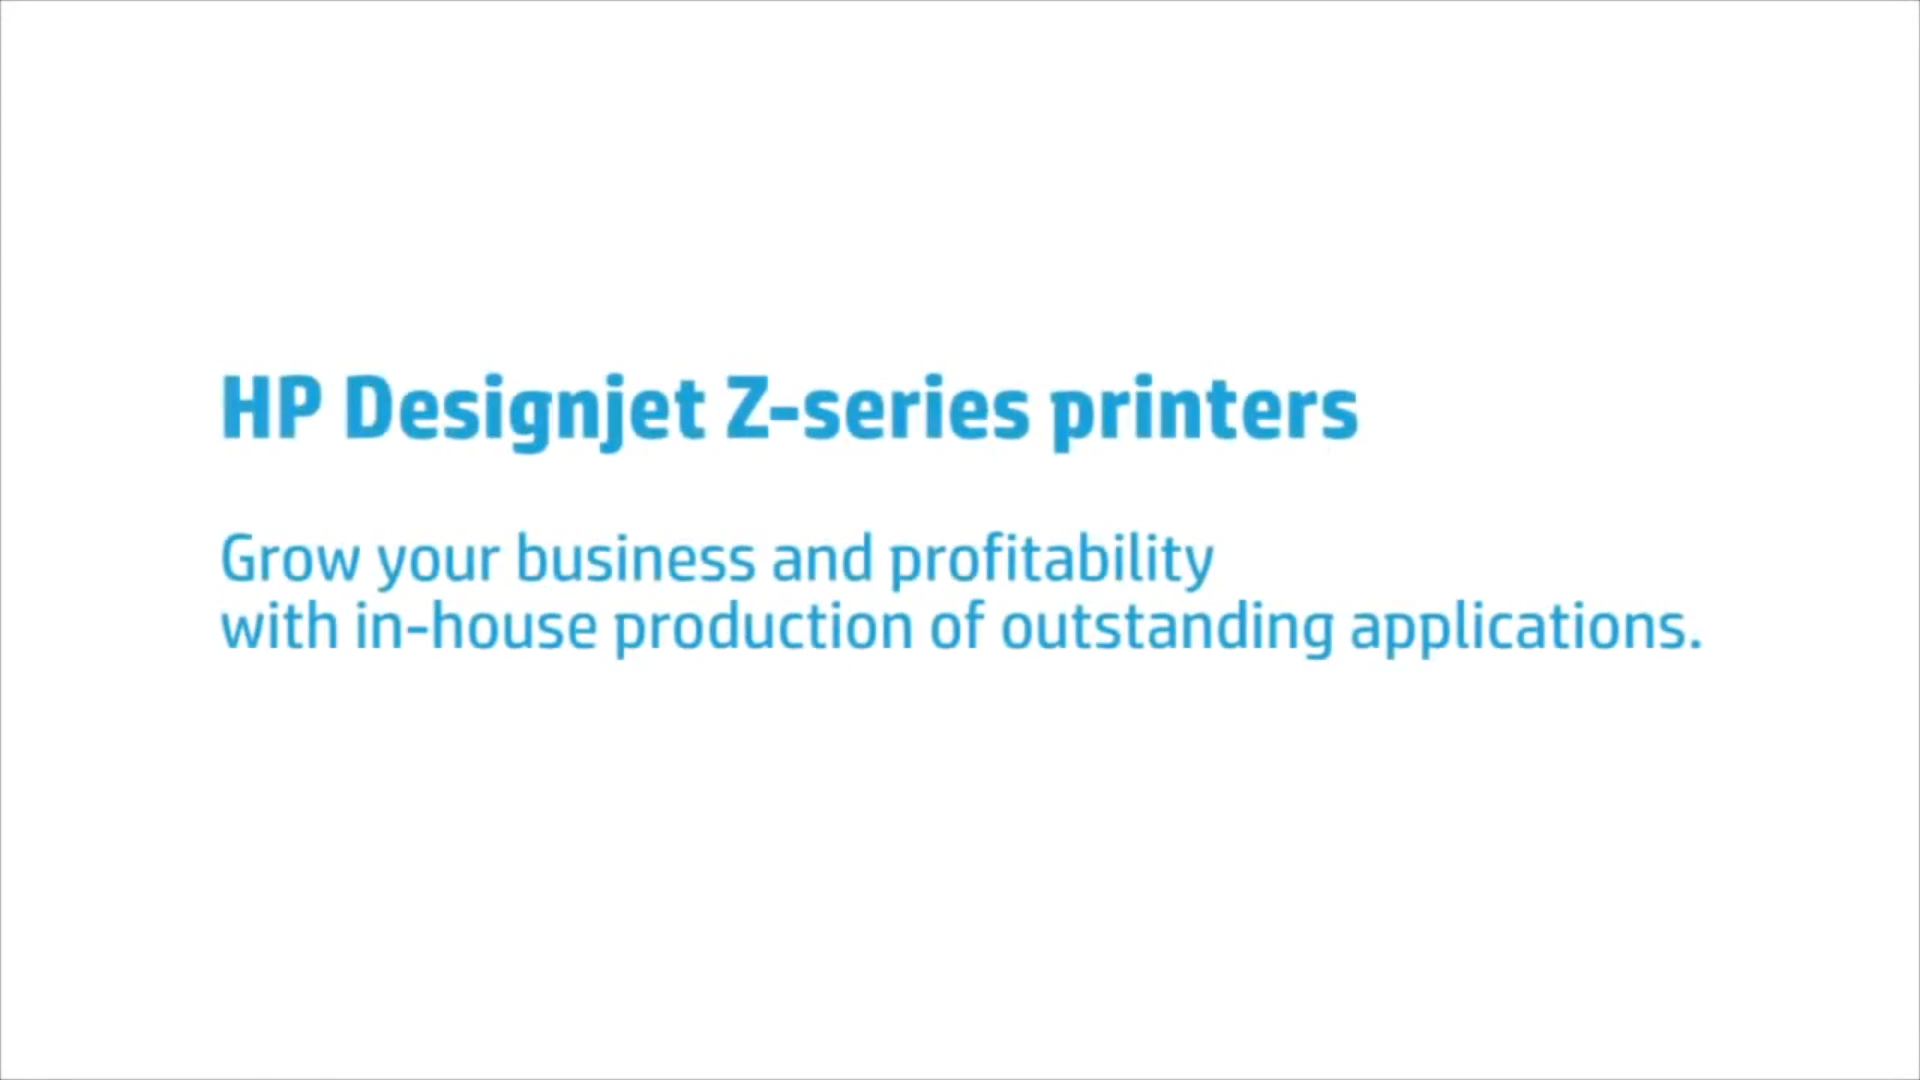 HP Designjet Z-series printers
Grow your business and profitability
with in-house production of outstanding applications.